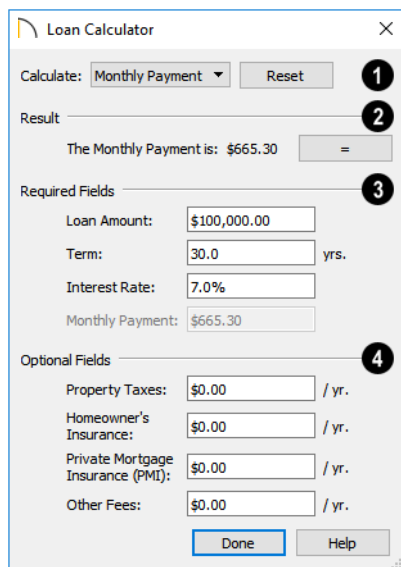 Loan Calculator
Calculate: Monthly Payment Reset 1
Result 2
The Monthly Payment is: $665.30 =
Required Fields 3
Loan Amount: $100,000.00
Term: 30.0 yrs.
Interest Rate: 7.0%
Monthly Payment: $665.30
Optional Fields 4
Property Taxes: $0.00 / yr.
Homeowner's
Insurance: $0.00 / yr.
Private Mortgage
Insurance (PMI): $0.00 / yr.
Other Fees: $0.00 / yr.
Done Help